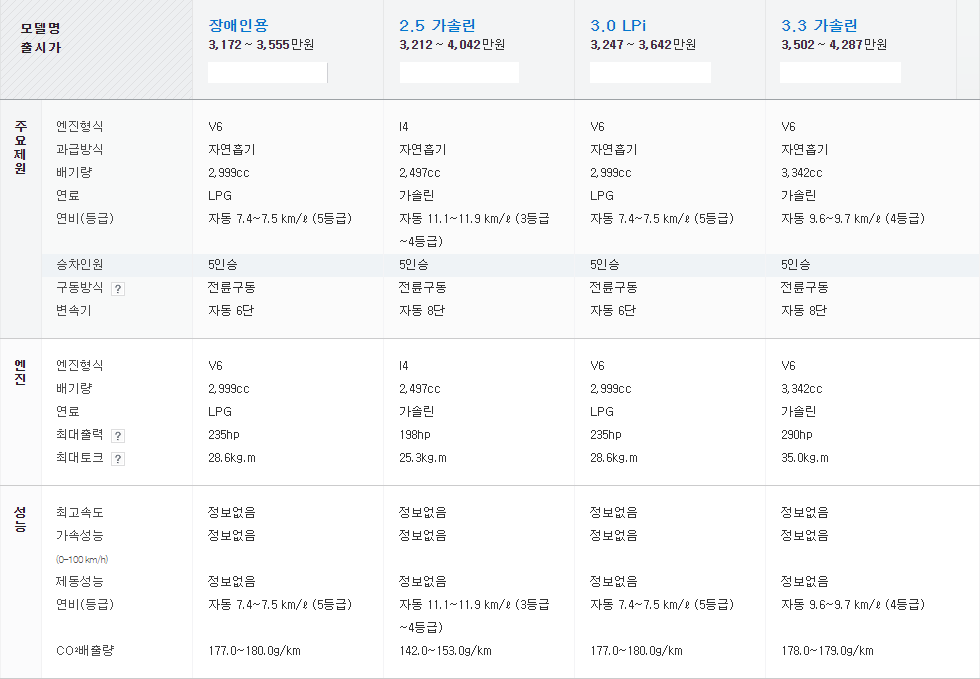 모델명 장애인용 2.5 가솔린 3.0 LPi 3.3 가솔린
출시가 3,172 ~ 3,555만원 3,212 ~ 4,042만원 3,247 ~ 3,642만원 3,502 ~ 4,287만원
주요제원
엔진형식 V6 I4 V6 V6
과급방식 자연흡기 자연흡기 자연흡기 자연흡기
배기량 2,999cc 2,497cc 2,999cc 3,342cc
연료 LPG 가솔린 LPG 가솔린
연비(등급) 자동 7.4~7.5 km/ℓ (5등급) 자동 11.1~11.9 km/ℓ (3등급 자동 7.4~7.5 km/ℓ (5등급) 자동 9.6~9.7 km/ℓ (4등급)
~4등급)
승차인원 5인승 5인승 5인승 5인승
구동방식 ? 전륜구동 전륜구동 전륜구동 전륜구동
변속기 자동 6단 자동 8단 자동 6단 자동 8단
엔진
엔진형식 V6 I4 V6 V6
배기량 2,999cc 2,497cc 2,999cc 3,342cc
연료 LPG 가솔린 LPG 가솔린
최대출력 ? 235hp 198hp 235hp 290hp
최대토크 ? 28.6kg.m 25.3kg.m 28.6kg.m 35.0kg.m
성능
최고속도 정보없음 정보없음 정보없음 정보없음
가속성능 정보없음 정보없음 정보없음 정보없음
(0-100 km/h)
제동성능 정보없음 정보없음 정보없음 정보없음
연비(등급) 자동 7.4~7.5 km/ℓ (5등급) 자동 11.1~11.9 km/ℓ (3등급 자동 7.4~7.5 km/ℓ (5등급) 자동 9.6~9.7 km/ℓ (4등급)
~4등급)
CO²배출량 177.0~180.0g/km 142.0~153.0g/km 177.0~180.0g/km 178.0~179.0g/km